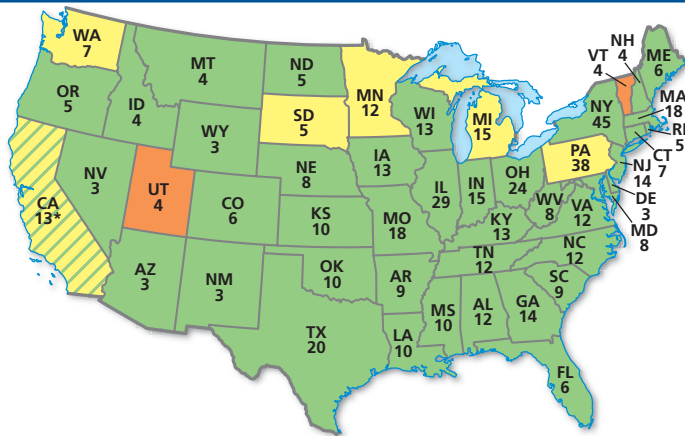 WA
7
OR
5
CA
13*
NV
3
ID
4
MT
4
WY
3
UT
4
AZ
3
CO
6
NM
3
ND
5
SD
5
NE
8
KS
10
OK
10
TX
20
MN
12
IA
13
MO
18
AR
9
LA
10
WI
13
IL
29
MS
10
MI
15
IN
15
OH
24
KY
13
TN
12
AL
12
GA
14
FL
6
SC
9
NC
12
VA
12
WV
8
PA
38
NY
45
VT
4
NH
4
ME
6
MA
18
RI
5
CT
7
NJ
14
DE
3
MD
8